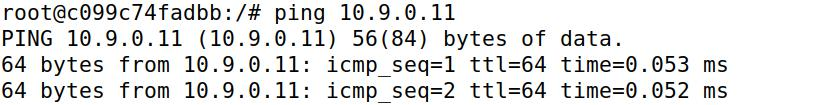 root@c099c74fadbb:/# ping 10.9.0.11
PING 10.9.0.11 (10.9.0.11) 56(84) bytes of data.
64 bytes from 10.9.0.11: icmp_seq=1 ttl=64 time=0.053 ms
64 bytes from 10.9.0.11: icmp_seq=2 ttl=64 time=0.052 ms